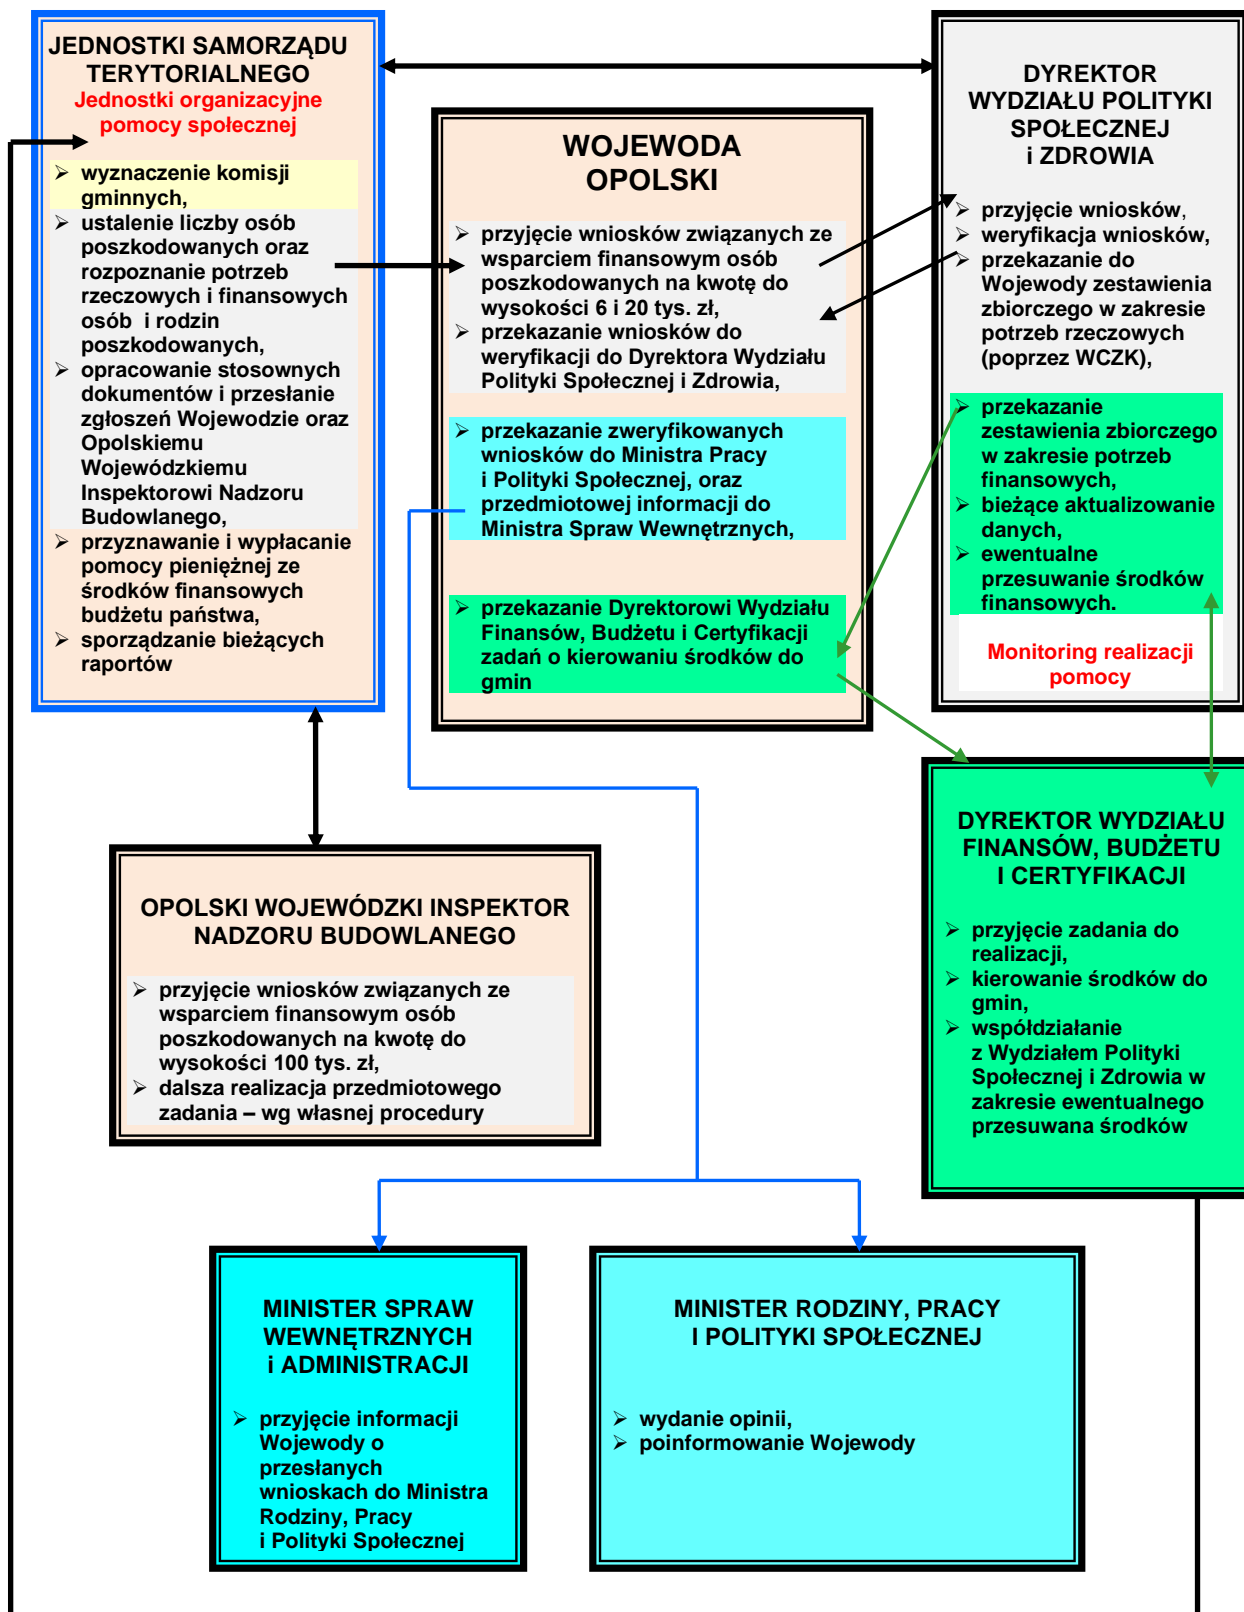 JEDNOSTKI SAMORZĄDU
TERYTORIALNEGO
Jednostki organizacyjne
pomocy społecznej
➢ wyznaczenie komisji
gminnych,
➢ ustalenie liczby osób
poszkodowanych oraz
rozpoznanie potrzeb
rzeczowych i finansowych
osób i rodzin
poszkodowanych,
➢ opracowanie stosownych
dokumentów i przesłanie
zgłoszeń Wojewodzie oraz
Opolskiemu
Wojewódzkiemu
Inspektorowi Nadzoru
Budowlanego,
➢ przyznawanie i wypłacanie
pomocy pieniężnej ze
środków finansowych
budżetu państwa,
➢ sporządzanie bieżących
raportów
WOJEWODA
OPOLSKI
➢ przyjęcie wniosków związanych ze
wsparciem finansowym osób
poszkodowanych na kwotę do
wysokości 6 i 20 tys. zł,
➢ przekazanie wniosków do
weryfikacji do Dyrektora Wydziału
Polityki Społecznej i Zdrowia,
➢ przekazanie zweryfikowanych
wniosków do Ministra Pracy
i Polityki Społecznej, oraz
przedmiotowej informacji do
Ministra Spraw Wewnętrznych,
➢ przekazanie Dyrektorowi Wydziału
Finansów, Budżetu i Certyfikacji
zadań o kierowaniu środków do
gmin
DYREKTOR
WYDZIAŁU POLITYKI
SPOŁECZNEJ
i ZDROWIA
➢ przyjęcie wniosków,
➢ weryfikacja wniosków,
➢ przekazanie do
Wojewody zestawienia
zbiorczego w zakresie
potrzeb rzeczowych
(poprzez WCZK),
➢ przekazanie
zestawienia zbiorczego
w zakresie potrzeb
finansowych,
➢ bieżące aktualizowanie
danych,
➢ ewentualne
przesuwanie środków
finansowych.
Monitoring realizacji
pomocy
OPOLSKI WOJEWÓDZKI INSPEKTOR
NADZORU BUDOWLANEGO
➢ przyjęcie wniosków związanych ze
wsparciem finansowym osób
poszkodowanych na kwotę do
wysokości 100 tys. zł,
➢ dalsza realizacja przedmiotowego
zadania – wg własnej procedury
DYREKTOR WYDZIAŁU
FINANSÓW, BUDŻETU
I CERTYFIKACJI
➢ przyjęcie zadania do
realizacji,
➢ kierowanie środków do
gmin,
➢ współdziałanie
z Wydziałem Polityki
Społecznej i Zdrowia w
zakresie ewentualnego
przesuwana środków
MINISTER SPRAW
WEWNĘTRZNYCH
i ADMINISTRACJI
➢ przyjęcie informacji
Wojewody o
przesłanych
wnioskach do Ministra
Rodziny, Pracy
i Polityki Społecznej
MINISTER RODZINY, PRACY
I POLITYKI SPOŁECZNEJ
➢ wydanie opinii,
➢ poinformowanie Wojewody